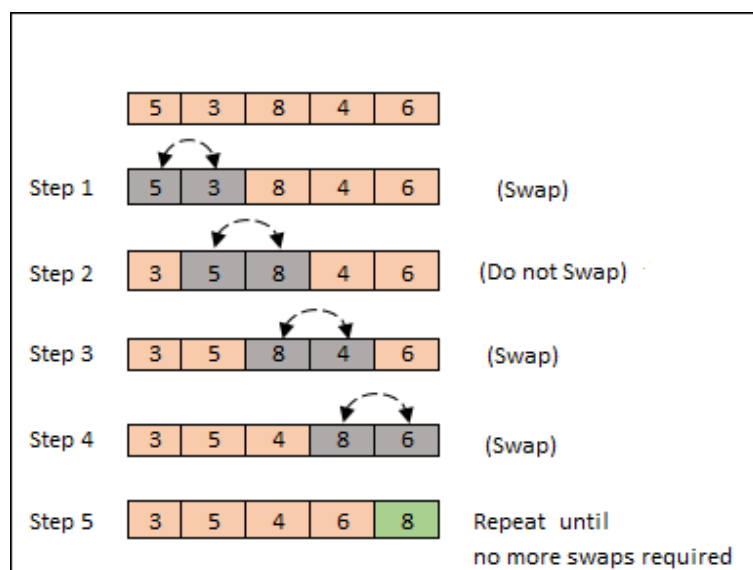 5 3 8 4 6
Step 1 5 3 8 4 6 (Swap)
Step 2 3 5 8 4 6 (Do not Swap)
Step 3 3 5 8 4 6 (Swap)
Step 4 3 5 4 8 6 (Swap)
Step 5 3 5 4 6 8 Repeat until
no more swaps required